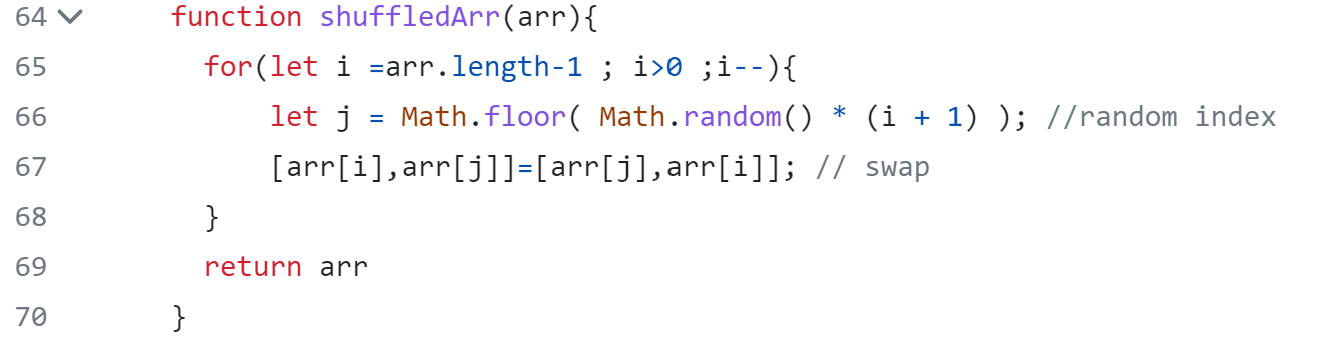 64 function shuffledArr(arr){
65 for(let i =arr.length-1 ; i>0 ;i--){
66 let j = Math.floor( Math.random() * (i + 1) ); //random index
67 [arr[i],arr[j]]=[arr[j],arr[i]]; // swap
68 }
69 return arr
70 }